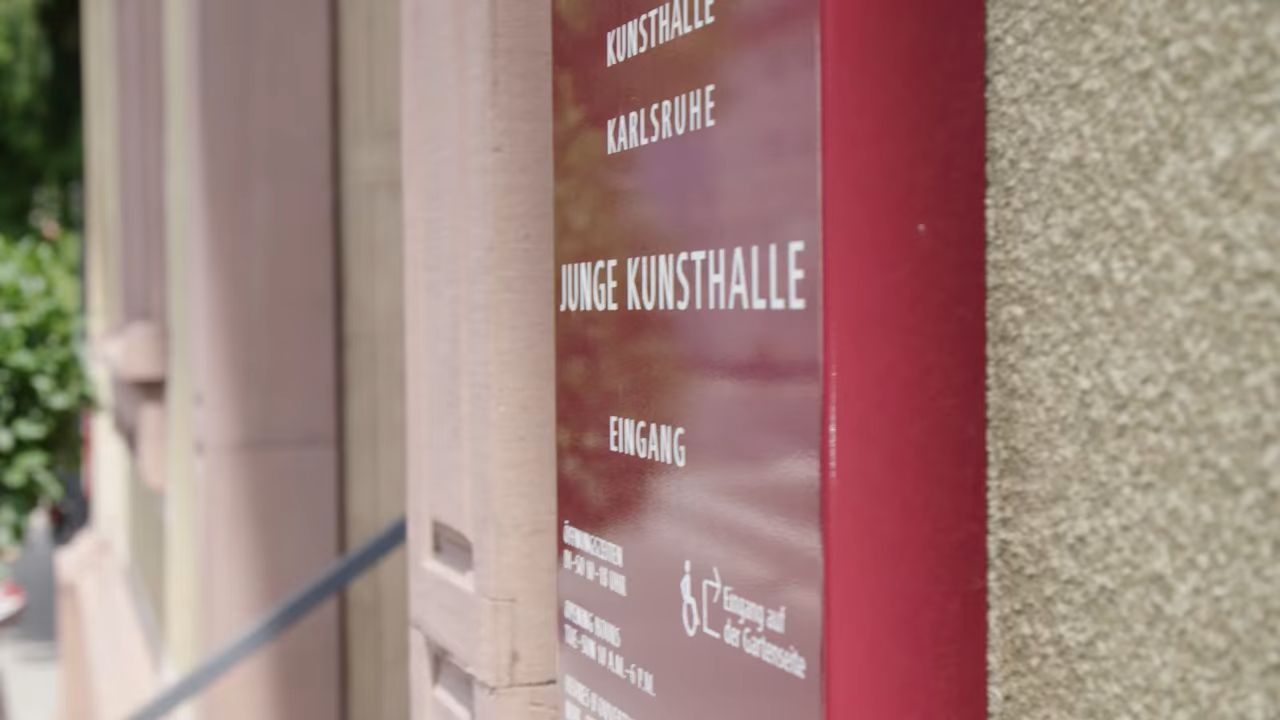 KUNSTHALLE
KARLSRUHE
JUNGE KUNSTHALLE
EINGANG
ÖFFNUNGSZEITEN
DI–SO 10–18 UHR
OPENING HOURS
TUE–SUN 10 A.M.–6 P.M.
Eingang auf
der Gartenseite